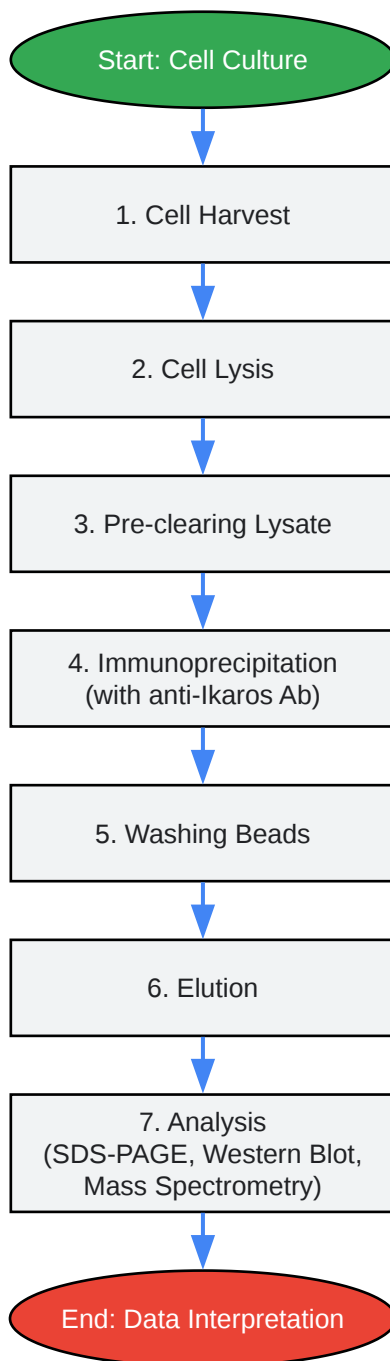 Start: Cell Culture
1. Cell Harvest
2. Cell Lysis
3. Pre-clearing Lysate
4. Immunoprecipitation
(with anti-Ikaros Ab)
5. Washing Beads
6. Elution
7. Analysis
(SDS-PAGE, Western Blot,
Mass Spectrometry)
End: Data Interpretation